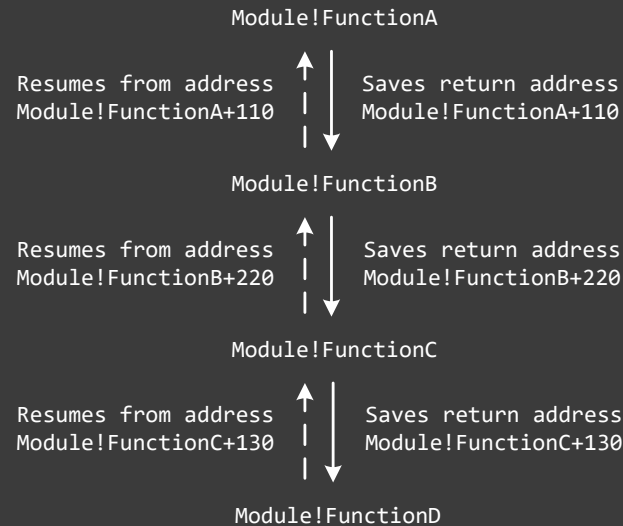 Module!FunctionA
Resumes from address
Module!FunctionA+110
Saves return address
Module!FunctionA+110
Module!FunctionB
Resumes from address
Module!FunctionB+220
Saves return address
Module!FunctionB+220
Module!FunctionC
Resumes from address
Module!FunctionC+130
Saves return address
Module!FunctionC+130
Module!FunctionD